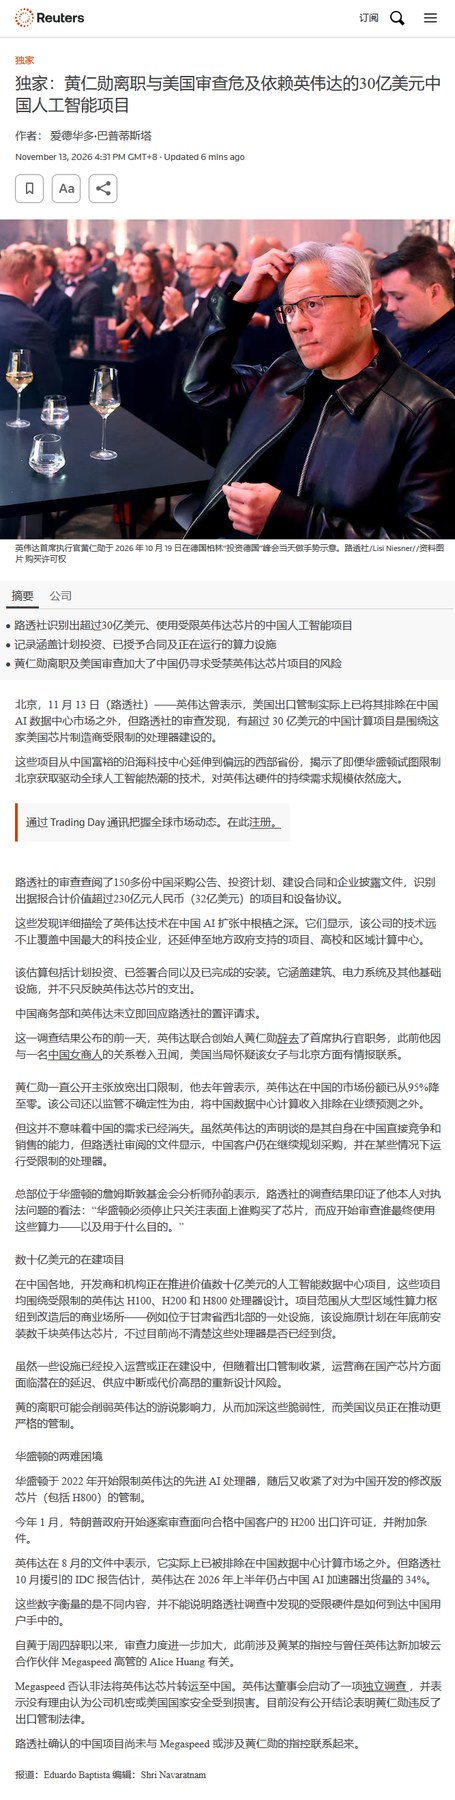 Reuters
订阅
独家
独家：黄仁勋离职与美国审查危及依赖英伟达的30亿美元中
国人工智能项目
作者： 爱德华多·巴普蒂斯塔
November 13, 2026 4:31 PM GMT+8 · Updated 6 mins ago
Aa
英伟达首席执行官黄仁勋于 2026 年 10 月 19 日在德国柏林“投资德国”峰会当天做手势示意。路透社/Lisi Niesner//资料图
片 购买许可权
摘要
公司
路透社识别出超过30亿美元、使用受限英伟达芯片的中国人工智能项目
记录涵盖计划投资、已授予合同及正在运行的算力设施
黄仁勋离职及美国审查加大了中国仍寻求受禁英伟达芯片项目的风险
北京，11 月 13 日（路透社）——英伟达曾表示，美国出口管制实际上已将其排除在中国
AI 数据中心市场之外，但路透社的审查发现，有超过 30 亿美元的中国计算项目是围绕这
家美国芯片制造商受限制的处理器建设的。
这些项目从中国富裕的沿海科技中心延伸到偏远的西部省份，揭示了即便华盛顿试图限制
北京获取驱动全球人工智能热潮的技术，对英伟达硬件的持续需求规模依然庞大。
通过 Trading Day 通讯把握全球市场动态。在此注册。
路透社的审查查阅了150多份中国采购公告、投资计划、建设合同和企业披露文件，识别
出据报合计价值超过230亿元人民币（32亿美元）的项目和设备协议。
这些发现详细描绘了英伟达技术在中国 AI 扩张中根植之深。它们显示，该公司的技术远
不止覆盖中国最大的科技企业，还延伸至地方政府支持的项目、高校和区域计算中心。
该估算包括计划投资、已签署合同以及已完成的安装。它涵盖建筑、电力系统及其他基础
设施，并不只反映英伟达芯片的支出。
中国商务部和英伟达未立即回应路透社的置评请求。
这一调查结果公布的前一天，英伟达联合创始人黄仁勋辞去了首席执行官职务，此前他因
与一名中国女商人的关系卷入丑闻，美国当局怀疑该女子与北京方面有情报联系。
黄仁勋一直公开主张放宽出口限制，他去年曾表示，英伟达在中国的市场份额已从95%降
至零。该公司还以监管不确定性为由，将中国数据中心计算收入排除在业绩预测之外。
但这并不意味着中国的需求已经消失。虽然英伟达的声明谈的是其自身在中国直接竞争和
销售的能力，但路透社审阅的文件显示，中国客户仍在继续规划采购，并在某些情况下运
行受限制的处理器。
总部位于华盛顿的詹姆斯敦基金会分析师孙韵表示，路透社的调查结果印证了他本人对执
法问题的看法：“华盛顿必须停止只关注表面上谁购买了芯片，而应开始审查谁最终使用
这些算力——以及用于什么目的。”
数十亿美元的在建项目
在中国各地，开发商和机构正在推进价值数十亿美元的人工智能数据中心项目，这些项目
均围绕受限制的英伟达 H100、H200 和 H800 处理器设计。项目范围从大型区域性算力枢
纽到改造后的商业场所——例如位于甘肃省西北部的一处设施，该设施原计划在年底前安
装数千块英伟达芯片，不过目前尚不清楚这些处理器是否已经到货。
虽然一些设施已经投入运营或正在建设中，但随着出口管制收紧，运营商在国产芯片方面
面临潜在的延迟、供应中断或代价高昂的重新设计风险。
黄的离职可能会削弱英伟达的游说影响力，从而加深这些脆弱性，而美国议员正在推动更
严格的管制。
华盛顿的两难困境
华盛顿于 2022 年开始限制英伟达的先进 AI 处理器，随后又收紧了对为中国开发的修改版
芯片（包括 H800）的管制。
今年 1 月，特朗普政府开始逐案审查面向合格中国客户的 H200 出口许可证，并附加条
件。
英伟达在 8 月的文件中表示，它实际上已被排除在中国数据中心计算市场之外。但路透社
10 月援引的 IDC 报告估计，英伟达在 2026 年上半年仍占中国 AI 加速器出货量的 34%。
这些数字衡量的是不同内容，并不能说明路透社调查中发现的受限硬件是如何到达中国用
户手中的。
自黄于周四辞职以来，审查力度进一步加大，此前涉及黄某的指控与曾任英伟达新加坡云
合作伙伴 Megaspeed 高管的 Alice Huang 有关。
Megaspeed 否认非法将英伟达芯片转运至中国。英伟达董事会启动了一项独立调查，并表
示没有理由认为公司机密或美国国家安全受到损害。目前没有公开结论表明黄仁勋违反了
出口管制法律。
路透社确认的中国项目尚未与 Megaspeed 或涉及黄仁勋的指控联系起来。
报道：Eduardo Baptista 编辑：Shri Navaratnam